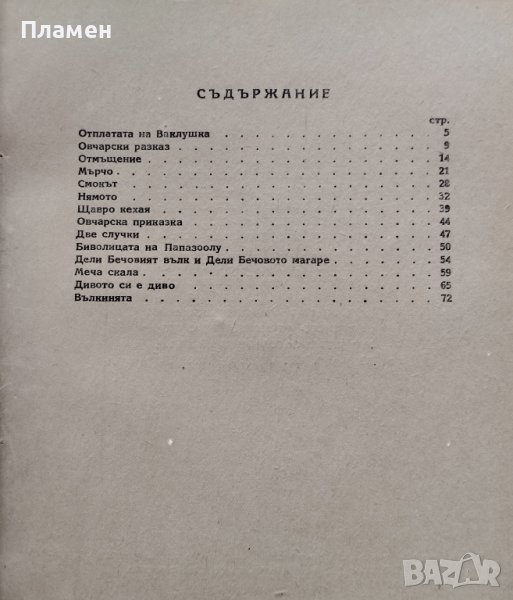 Пламен
СЪДЪРЖАНИЕ
стр.
Отплатата на Ваклушка . . . . . . . . . . 5
Овчарски разказ . . . . . . . . . . 9
Отмъщение . . . . . . . . . . 14
Мърчо . . . . . . . . . . 21
Смокът . . . . . . . . . . 28
Нямото . . . . . . . . . . 32
Щавро кехая . . . . . . . . . . 39
Овчарска приказка . . . . . . . . . . 44
Две случки . . . . . . . . . . 47
Биволицата на Папазоолу . . . . . . . . . . 50
Дели Бечовият вълк и Дели Бечовото магаре . . . . . 54
Меча скала . . . . . . . . . . 59
Дивото си е диво . . . . . . . . . . 65
Вълкинята . . . . . . . . . . 72
BAZAR
bg